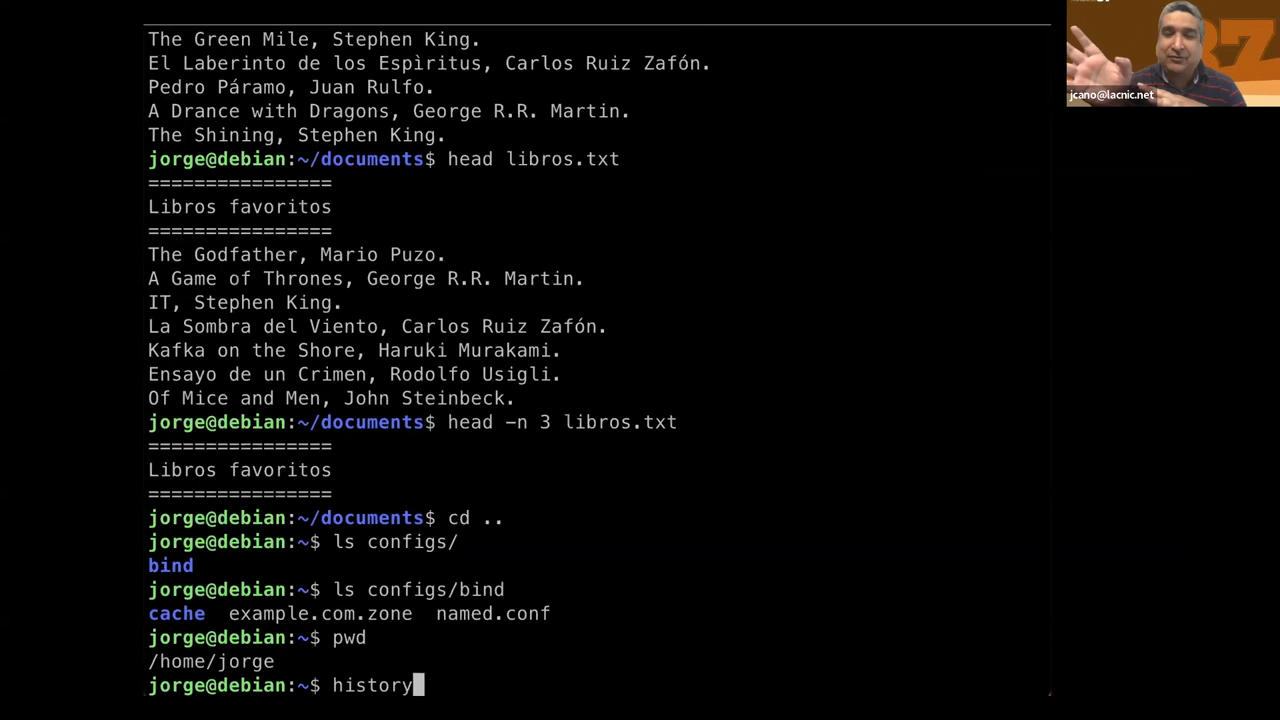 The Green Mile, Stephen King.
El Laberinto de los Espìritus, Carlos Ruiz Zafón.
Pedro Páramo, Juan Rulfo.
A Drance with Dragons, George R.R. Martin.
The Shining, Stephen King.
jorge@debian:~/documents$ head libros.txt
================
Libros favoritos
================
The Godfather, Mario Puzo.
A Game of Thrones, George R.R. Martin.
IT, Stephen King.
La Sombra del Viento, Carlos Ruiz Zafón.
Kafka on the Shore, Haruki Murakami.
Ensayo de un Crimen, Rodolfo Usigli.
Of Mice and Men, John Steinbeck.
jorge@debian:~/documents$ head -n 3 libros.txt
================
Libros favoritos
================
jorge@debian:~/documents$ cd ..
jorge@debian:~$ ls configs/
bind
jorge@debian:~$ ls configs/bind
cache  example.com.zone  named.conf
jorge@debian:~$ pwd
/home/jorge
jorge@debian:~$ history
jcano@lacnic.net